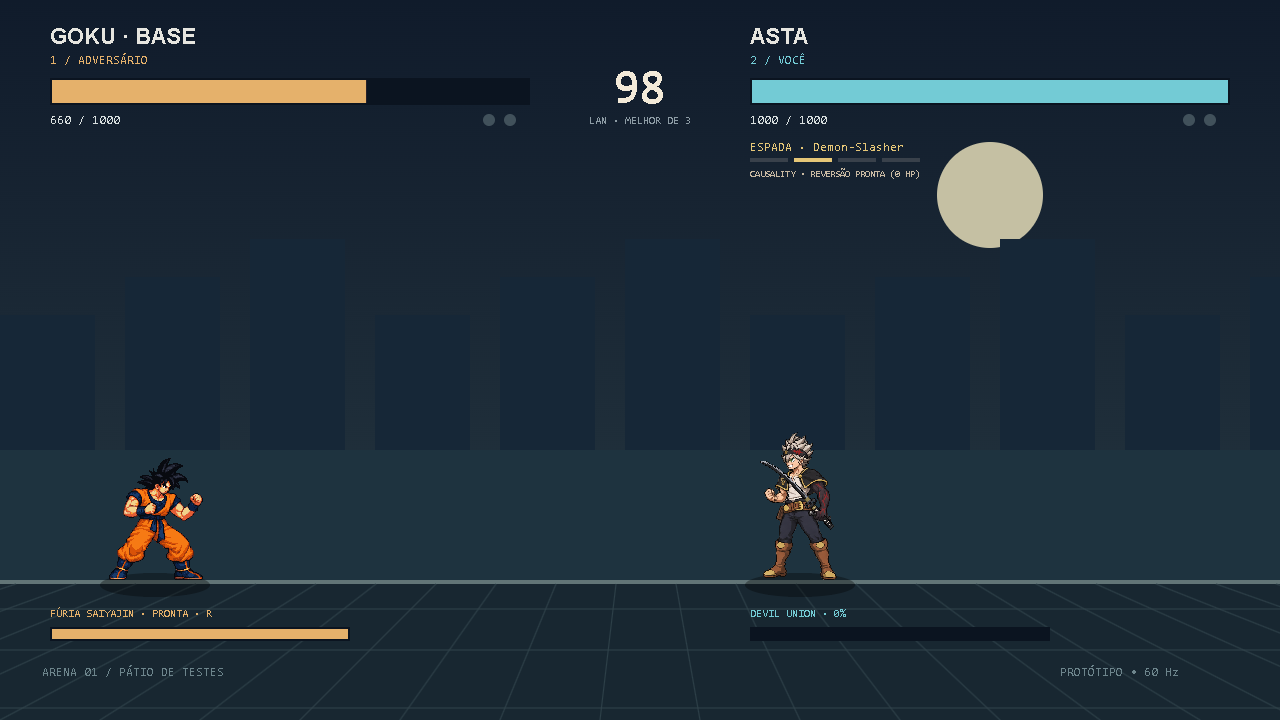 GOKU · BASE
1 / ADVERSÁRIO
660 / 1000
98
LAN · MELHOR DE 3
ASTA
2 / VOCÊ
1000 / 1000
ESPADA · Demon-Slasher
CAUSALITY · REVERSÃO PRONTA (0 HP)
FÚRIA SAIYAJIN · PRONTA · R
DEVIL UNION · 0%
ARENA 01 / PÁTIO DE TESTES
PROTÓTIPO • 60 Hz